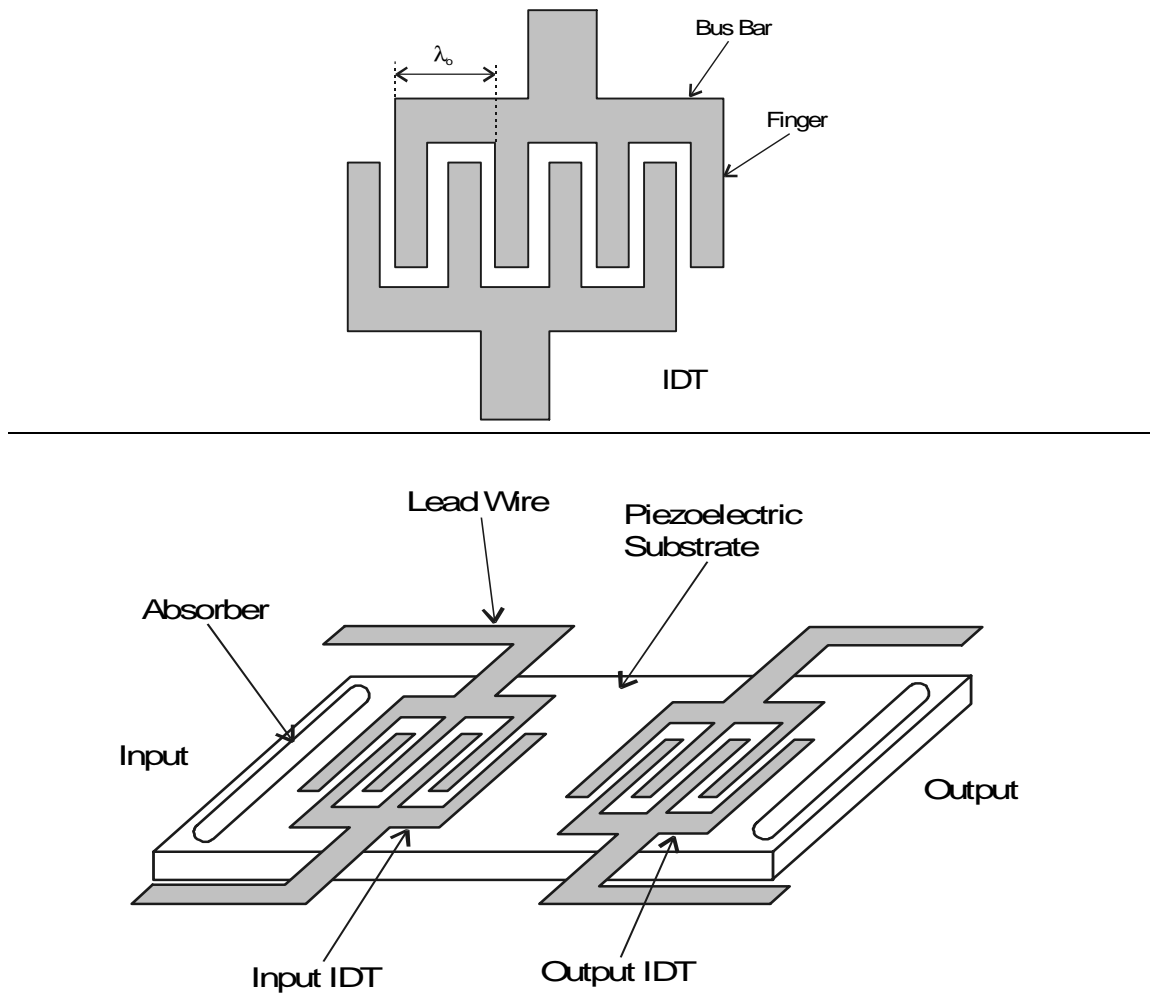 Bus Bar
λo
Finger
IDT
Lead Wire
Piezoelectric
Substrate
Absorber
Input
Output
Input IDT
Output IDT